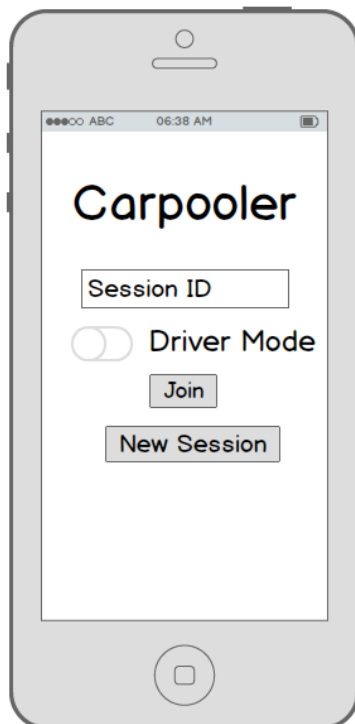 ABC 06:38 AM
Carpooler
Session ID
Driver Mode
Join
New Session